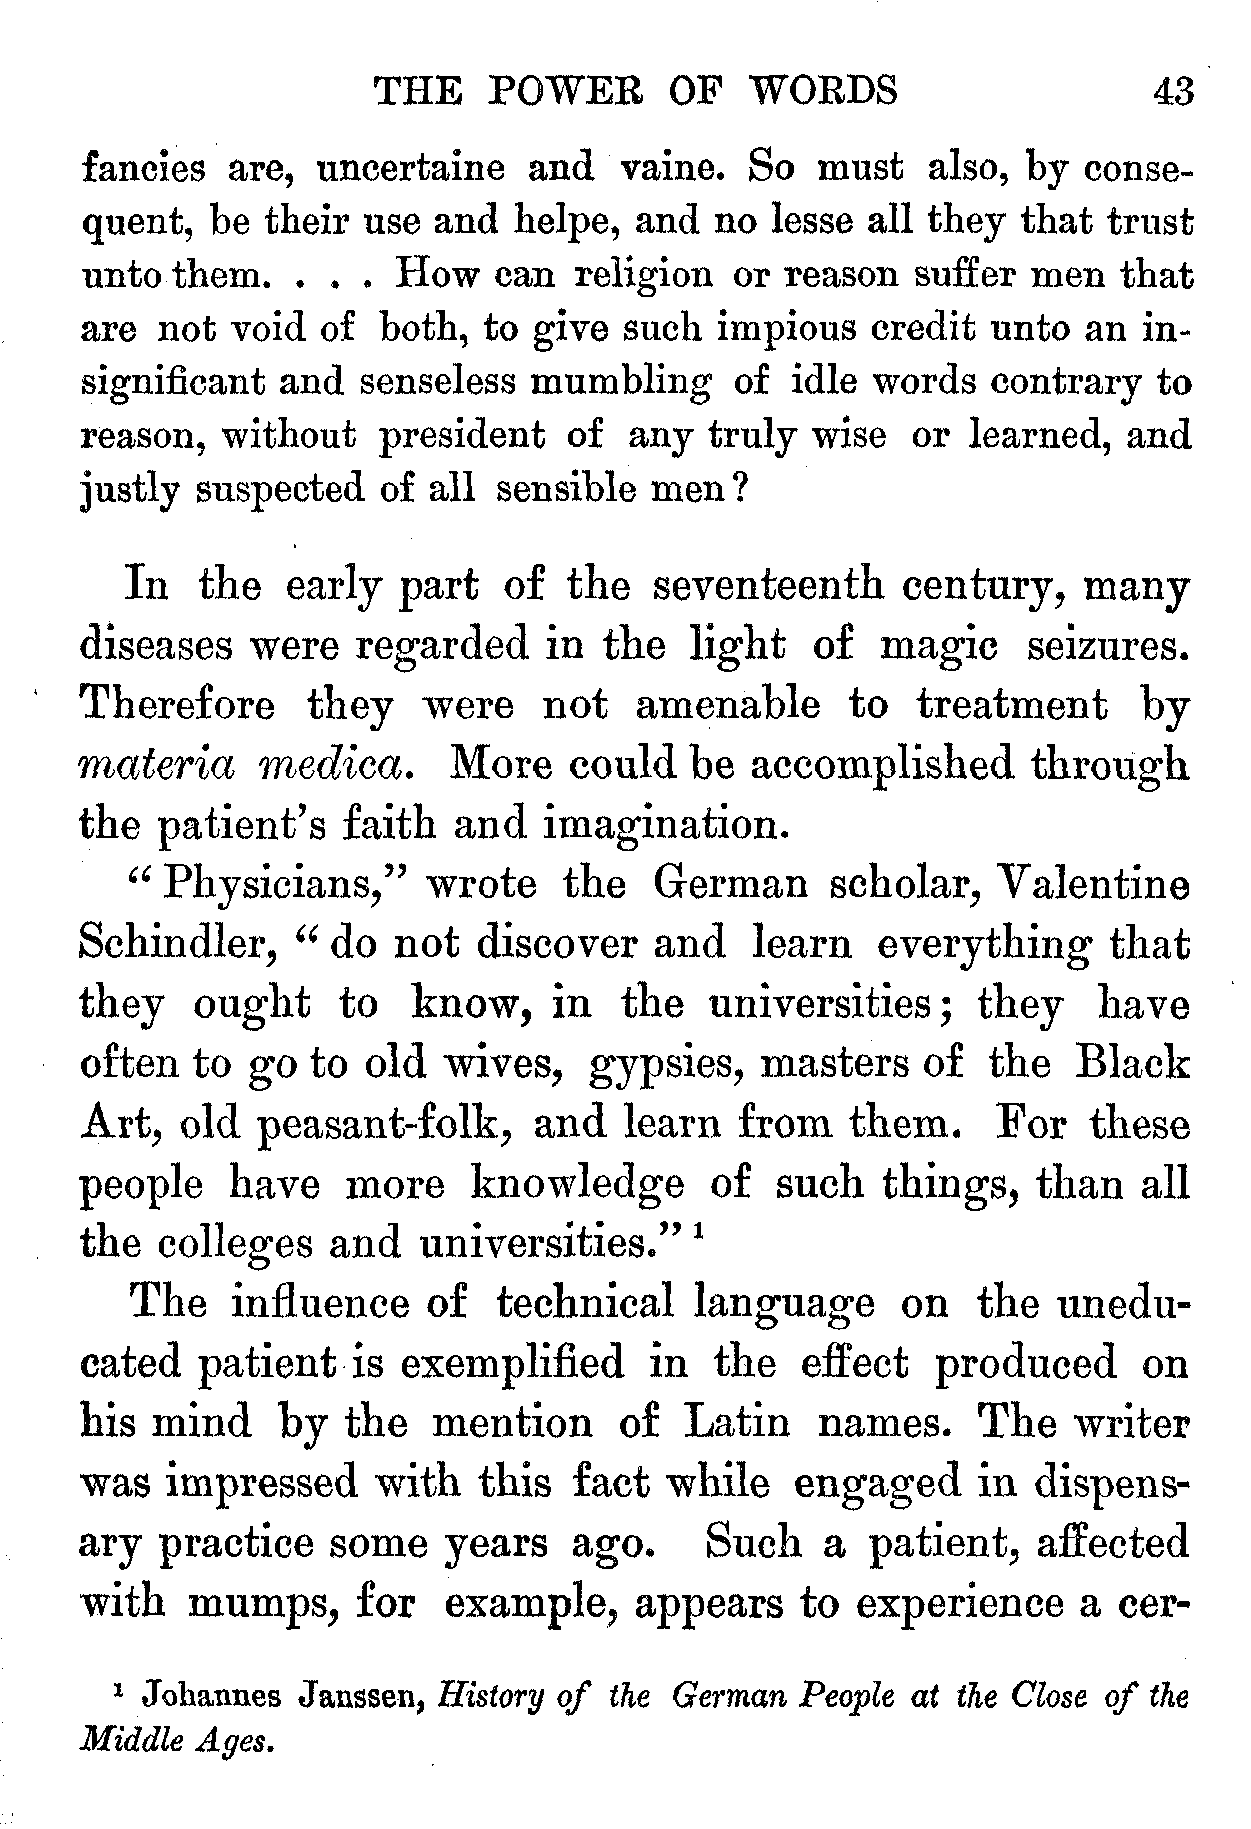 THE POWER OF WORDS 43
fancies are, uncertaine and vaine. So must also, by conse-
quent, be their use and helpe, and no lesse all they that trust
unto them. . . . How can religion or reason suffer men that
are not void of both, to give such impious credit unto an in-
significant and senseless mumbling of idle words contrary to
reason, without president of any truly wise or learned, and
justly suspected of all sensible men?
In the early part of the seventeenth century, many
diseases were regarded in the light of magic seizures.
Therefore they were not amenable to treatment by
materia medica. More could be accomplished through
the patient's faith and imagination.
“Physicians,” wrote the German scholar, Valentine
Schindler, “do not discover and learn everything that
they ought to know, in the universities; they have
often to go to old wives, gypsies, masters of the Black
Art, old peasant-folk, and learn from them. For these
people have more knowledge of such things, than all
the colleges and universities.” ¹
The influence of technical language on the unedu-
cated patient is exemplified in the effect produced on
his mind by the mention of Latin names. The writer
was impressed with this fact while engaged in dispens-
ary practice some years ago. Such a patient, affected
with mumps, for example, appears to experience a cer-
¹ Johannes Janssen, History of the German People at the Close of the
Middle Ages.